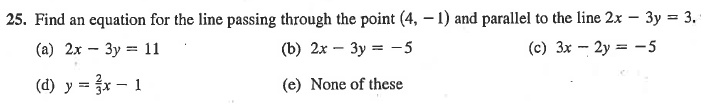 25. Find an equation for the line passing through the point (4, −1) and parallel to the line 2x − 3y = 3.
(a) 2x − 3y = 11 (b) 2x − 3y = −5 (c) 3x − 2y = −5
(d) y = 2/3x − 1 (e) None of these